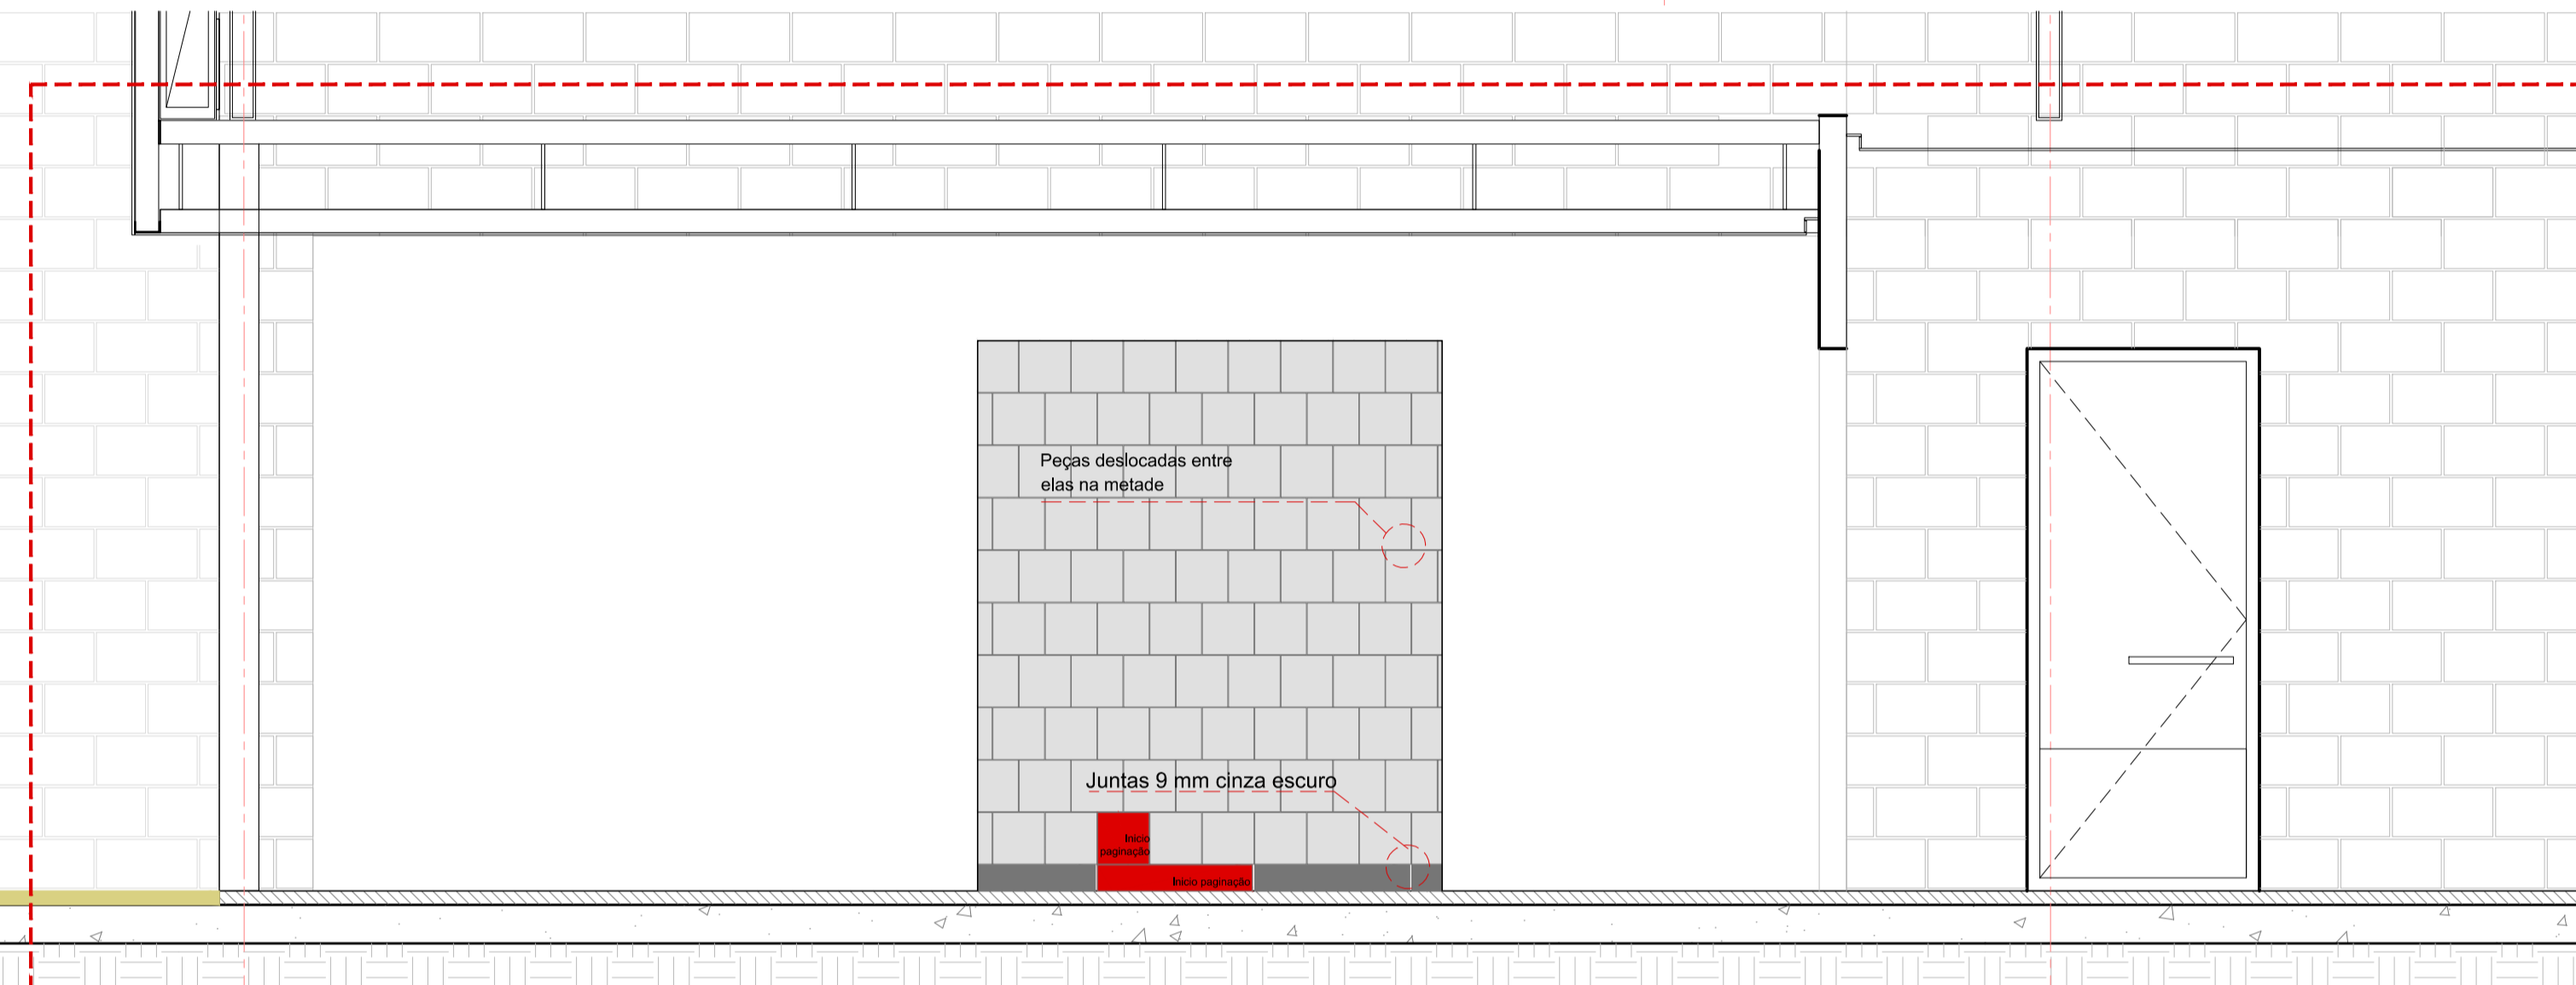 Peças deslocadas entre
elas na metade
Juntas 9 mm cinza escuro
Inicio
paginação
Inicio paginação